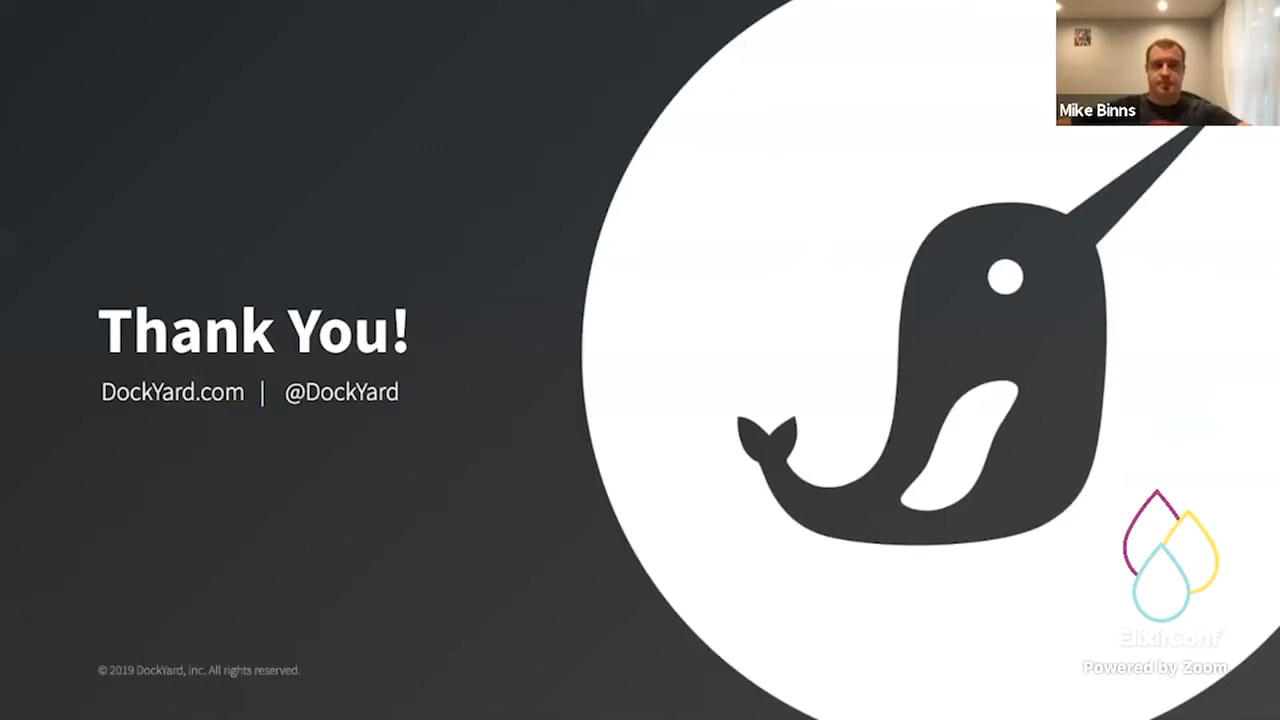 Mike Binns
Thank You!
DockYard.com | @DockYard
ElixirConf
Powered by Zoom
© 2019 DockYard, Inc. All rights reserved.